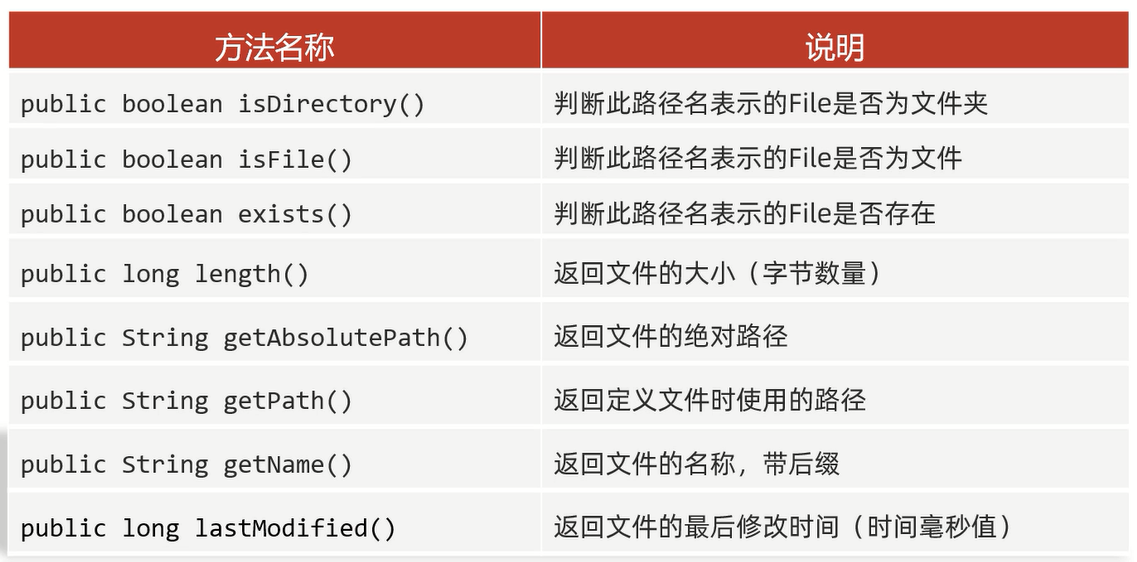 方法名称 说明
public boolean isDirectory() 判断此路径名表示的File是否为文件夹
public boolean isFile() 判断此路径名表示的File是否为文件
public boolean exists() 判断此路径名表示的File是否存在
public long length() 返回文件的大小（字节数量）
public String getAbsolutePath() 返回文件的绝对路径
public String getPath() 返回定义文件时使用的路径
public String getName() 返回文件的名称，带后缀
public long lastModified() 返回文件的最后修改时间（时间毫秒值）